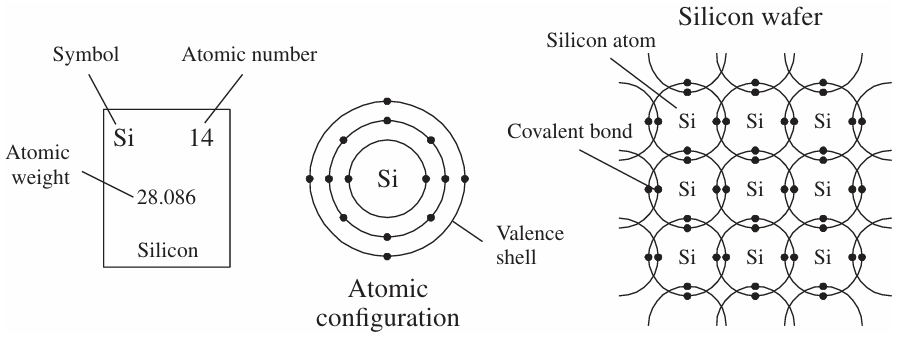 Silicon wafer
Symbol
Atomic number
Silicon atom
Si
14
Atomic
weight
28.086
Silicon
Si
Valence
shell
Atomic
configuration
Covalent bond
Si Si Si
Si Si Si
Si Si Si